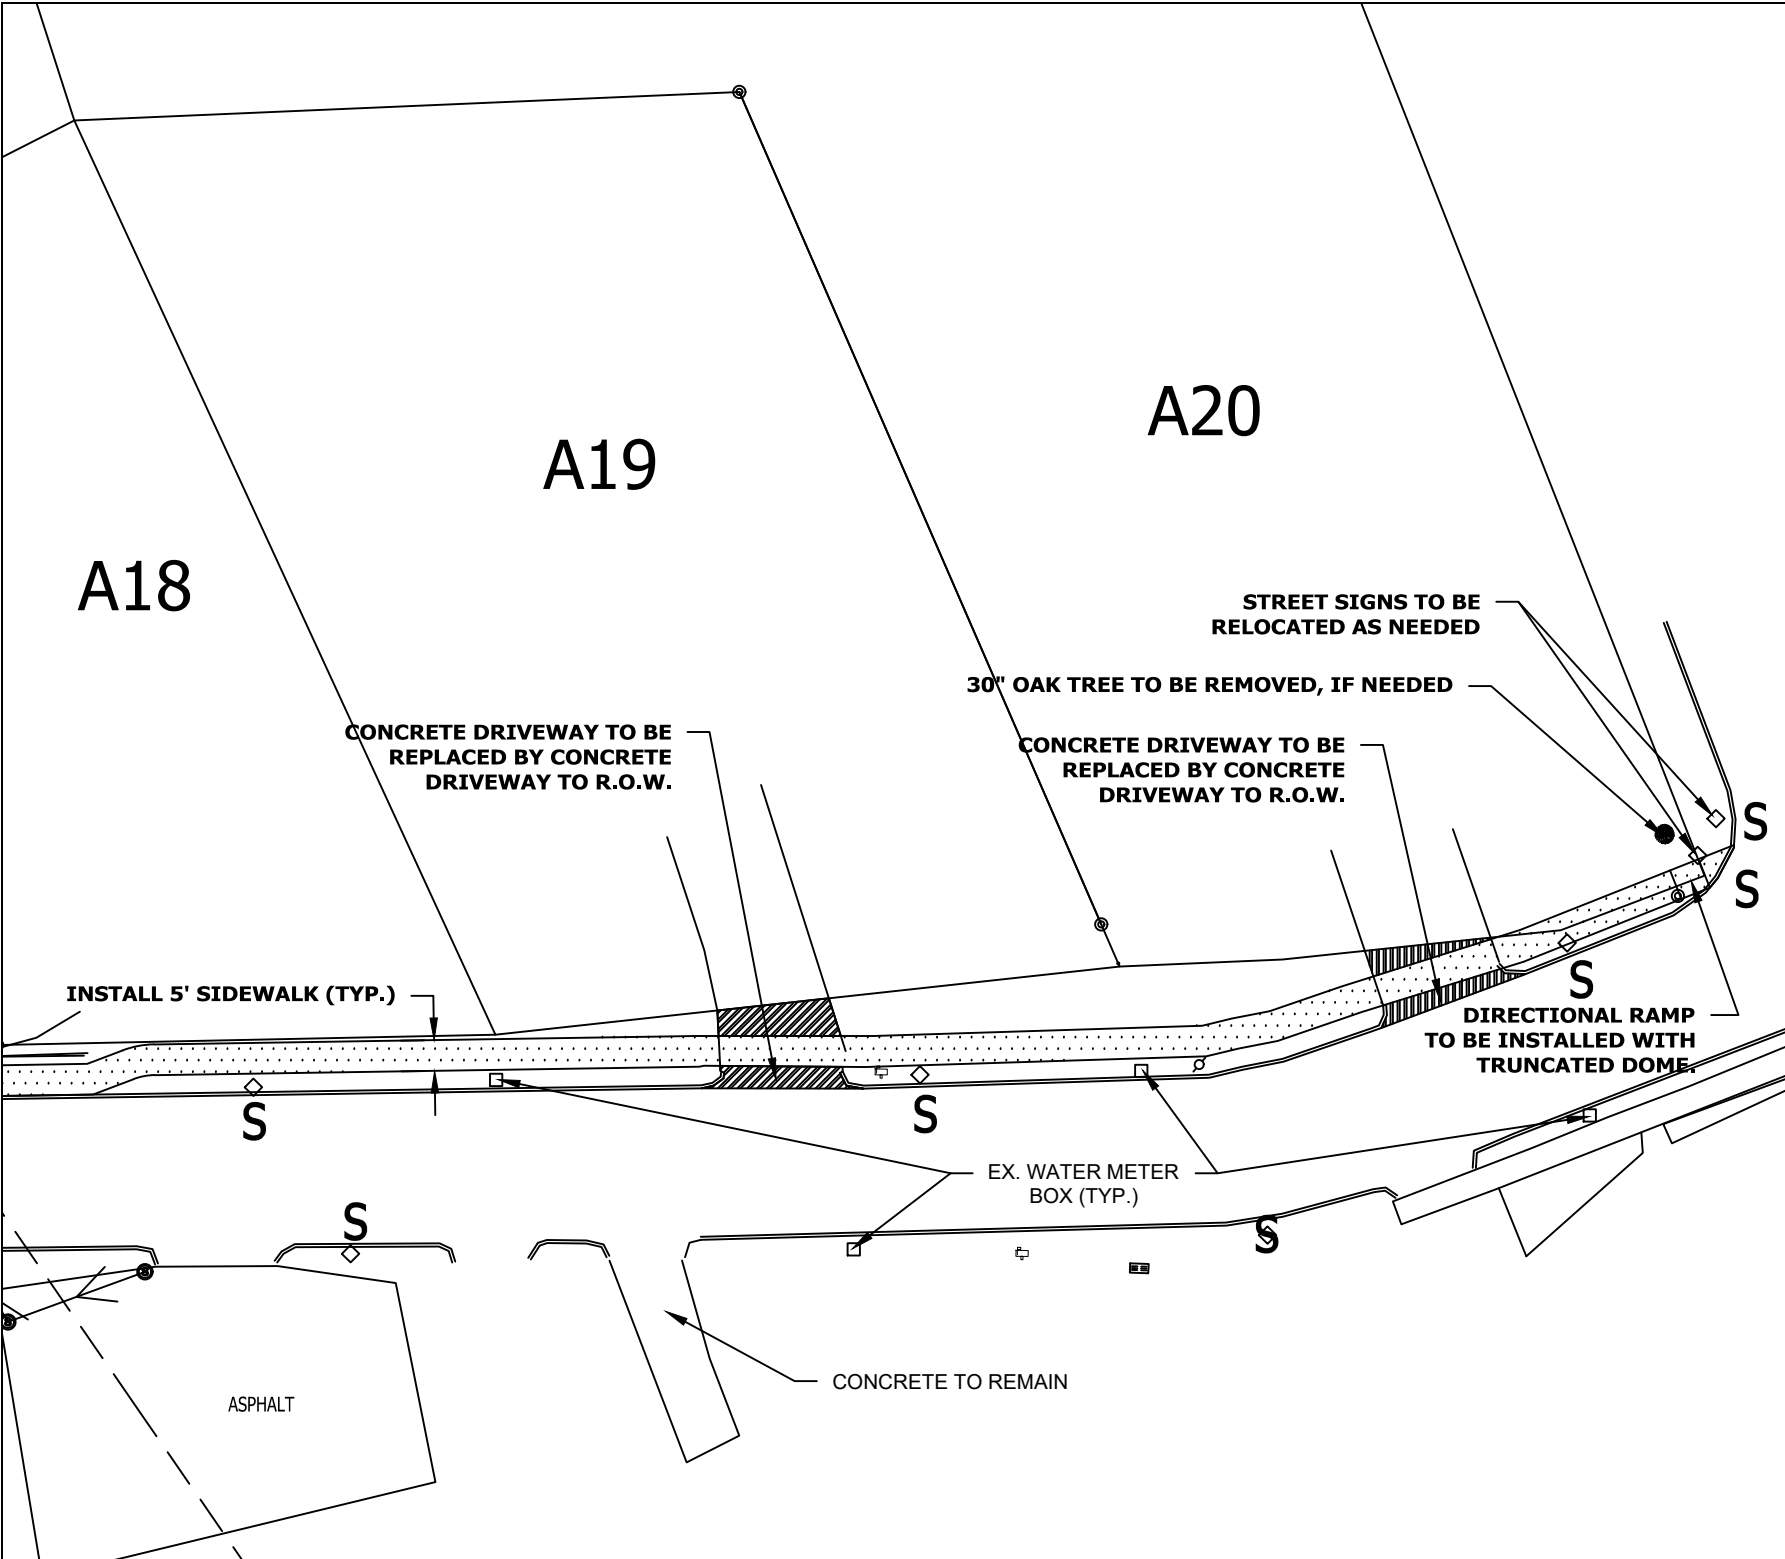 A20
A19
A18
STREET SIGNS TO BE
RELOCATED AS NEEDED
30" OAK TREE TO BE REMOVED, IF NEEDED
CONCRETE DRIVEWAY TO BE
REPLACED BY CONCRETE
DRIVEWAY TO R.O.W.
CONCRETE DRIVEWAY TO BE
REPLACED BY CONCRETE
DRIVEWAY TO R.O.W.
S
S
S
INSTALL 5' SIDEWALK (TYP.)
DIRECTIONAL RAMP
TO BE INSTALLED WITH
TRUNCATED DOME.
S
S
EX. WATER METER
BOX (TYP.)
S
S
CONCRETE TO REMAIN
ASPHALT